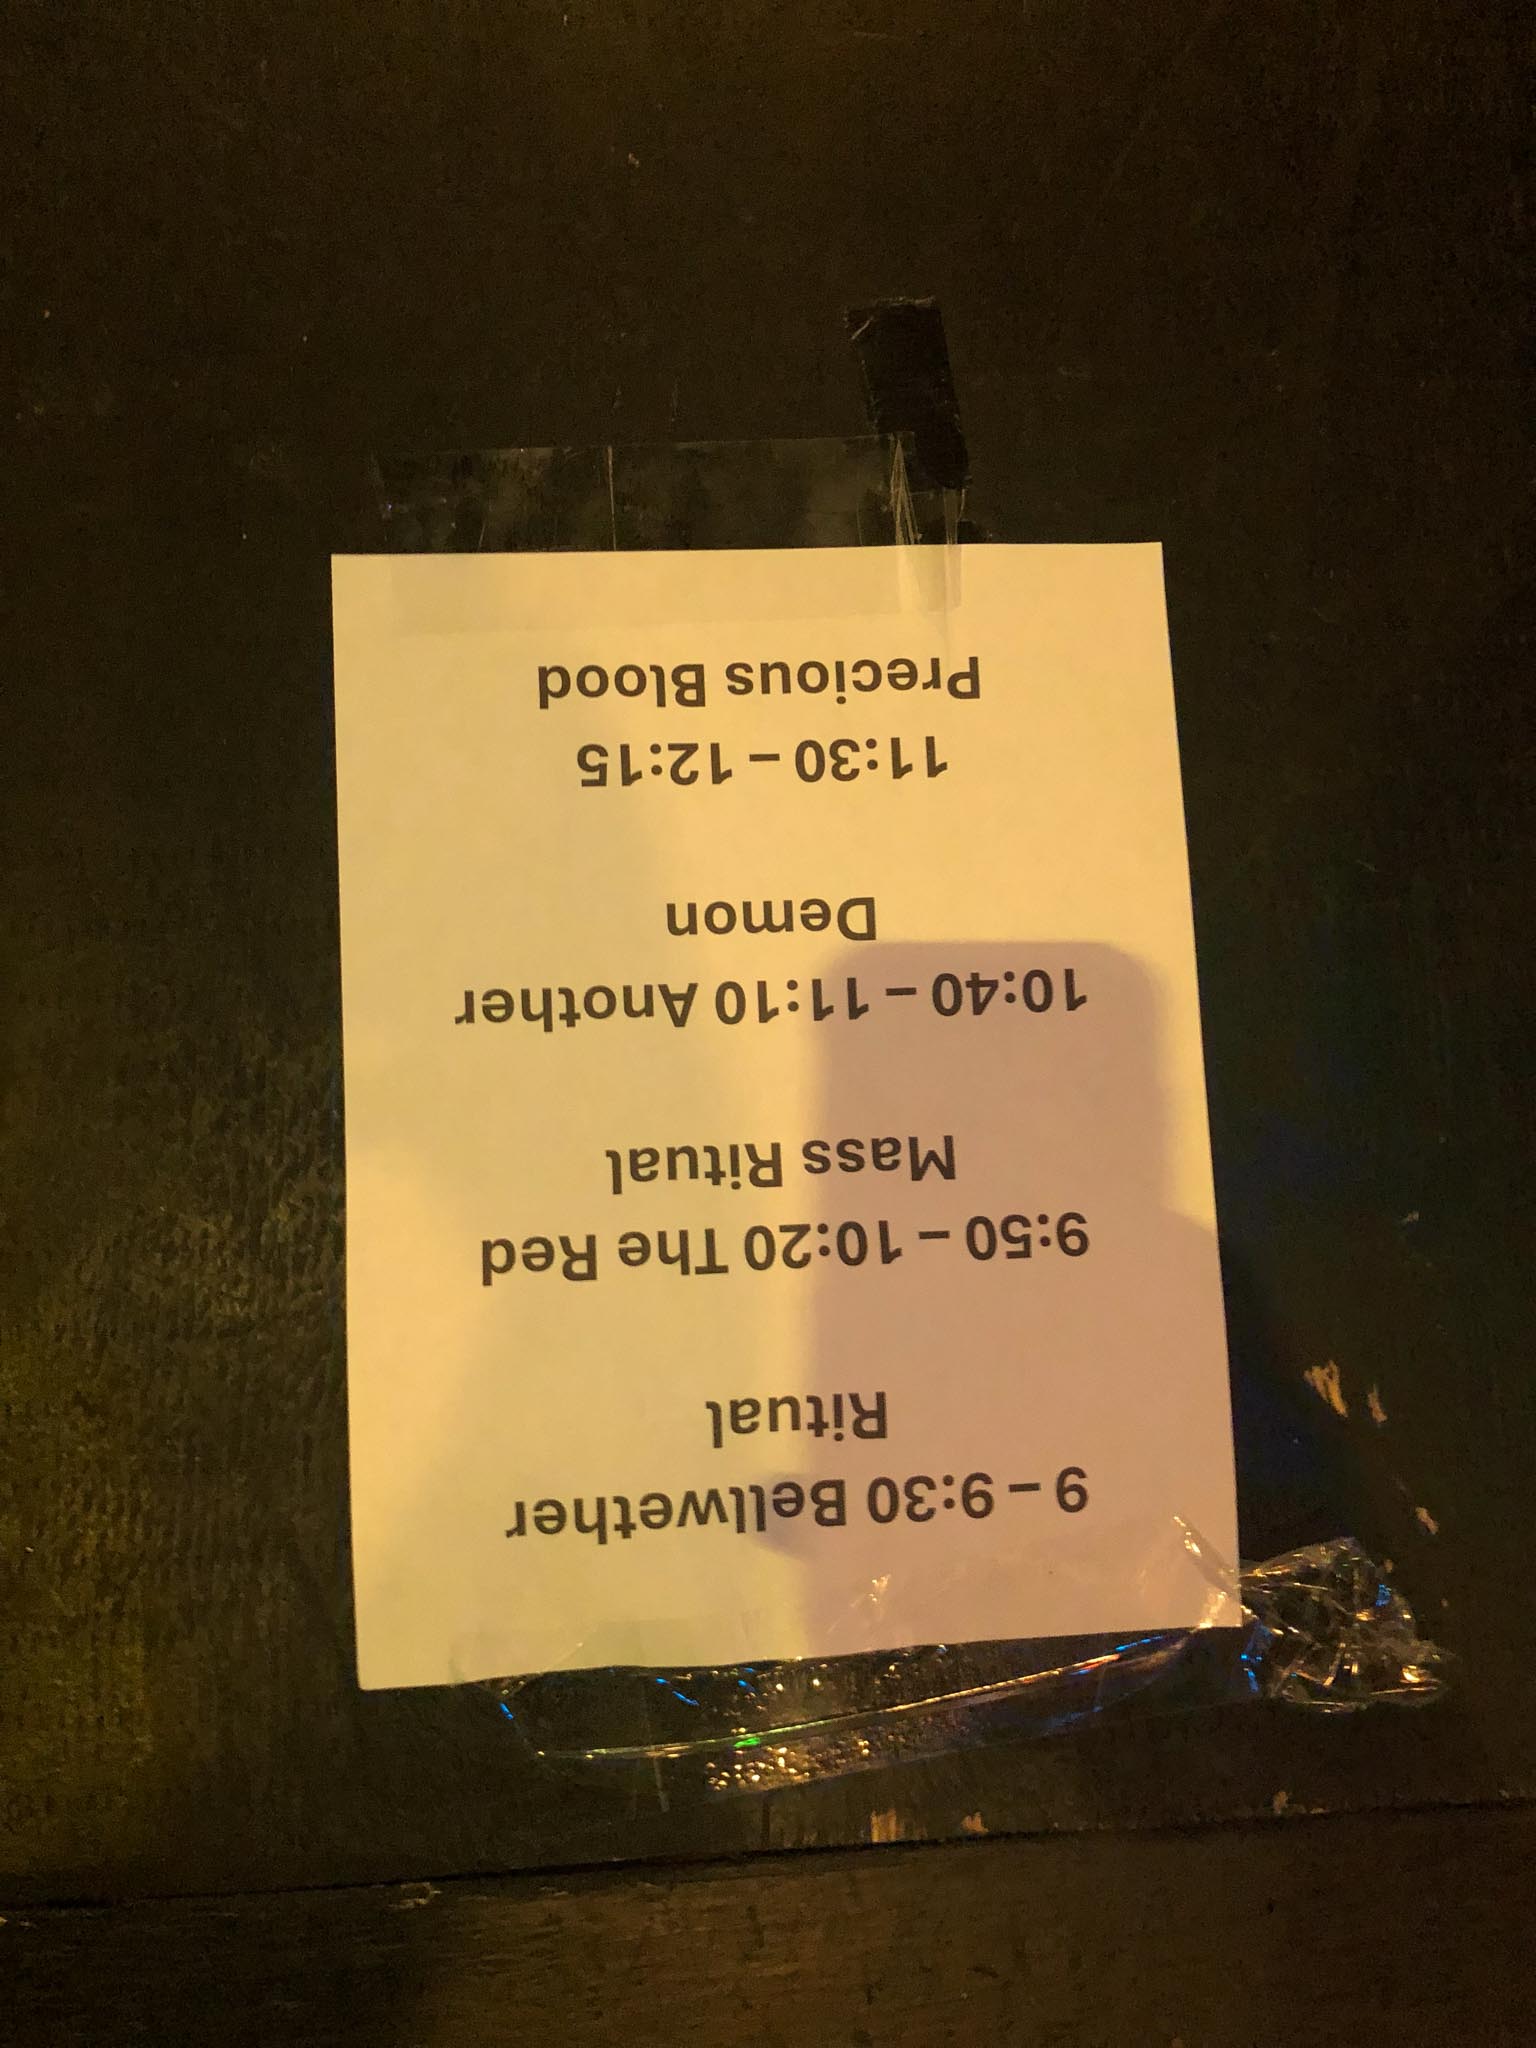 9 – 9:30 Bellwether
Ritual
9:50 – 10:20 The Red
Mass Ritual
10:40 – 11:10 Another
Demon
11:30 – 12:15
Precious Blood